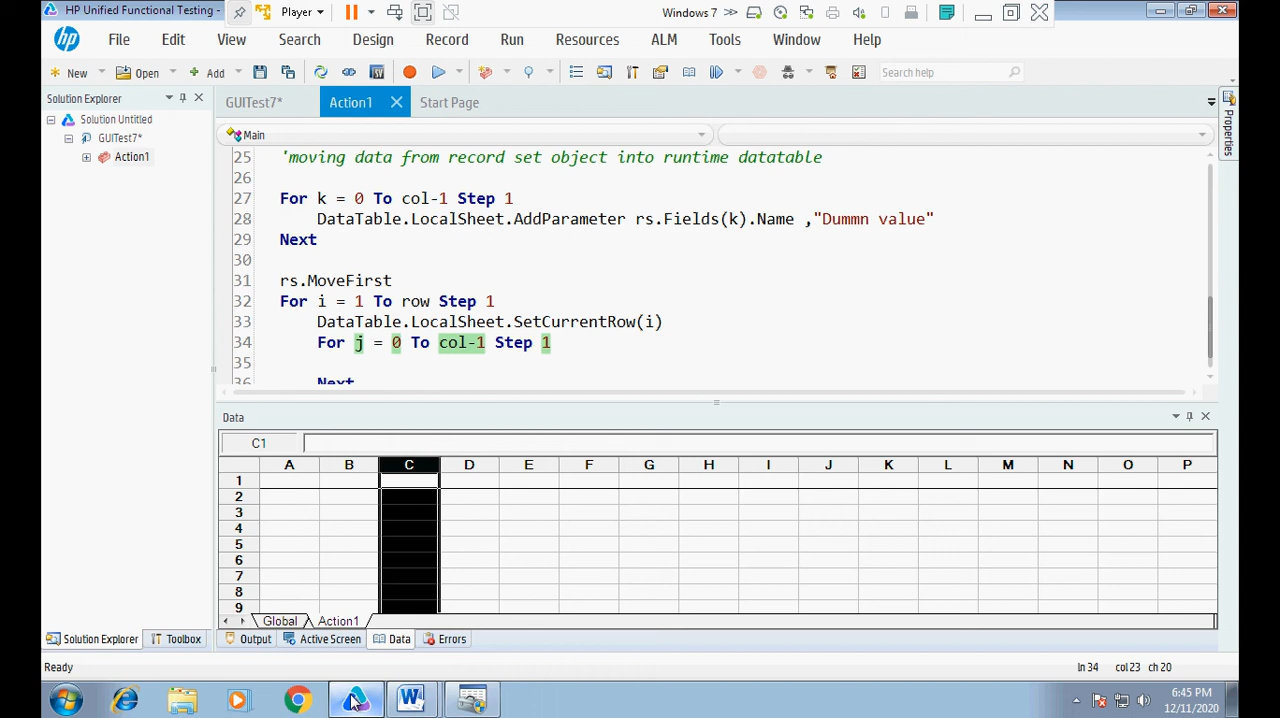 HP Unified Functional Testing -
Player
Windows 7
hp File Edit View Search Design Record Run Resources ALM Tools Window Help
New Open Add Search help
Solution Explorer
GUITest7* Action1 Start Page
Solution Untitled
GUITest7*
Action1
Main
Properties
25 'moving data from record set object into runtime datatable
26
27 For k = 0 To col-1 Step 1
28 DataTable.LocalSheet.AddParameter rs.Fields(k).Name ,"Dummn value"
29 Next
30
31 rs.MoveFirst
32 For i = 1 To row Step 1
33 DataTable.LocalSheet.SetCurrentRow(i)
34 For j = 0 To col-1 Step 1
35
36 Next
Data
C1
A B C D E F G H I J K L M N O P
1
2
3
4
5
6
7
8
9
Global Action1
Solution Explorer Toolbox Output Active Screen Data Errors
Ready Ln 34 col 23 ch 20
6:45 PM
12/11/2020